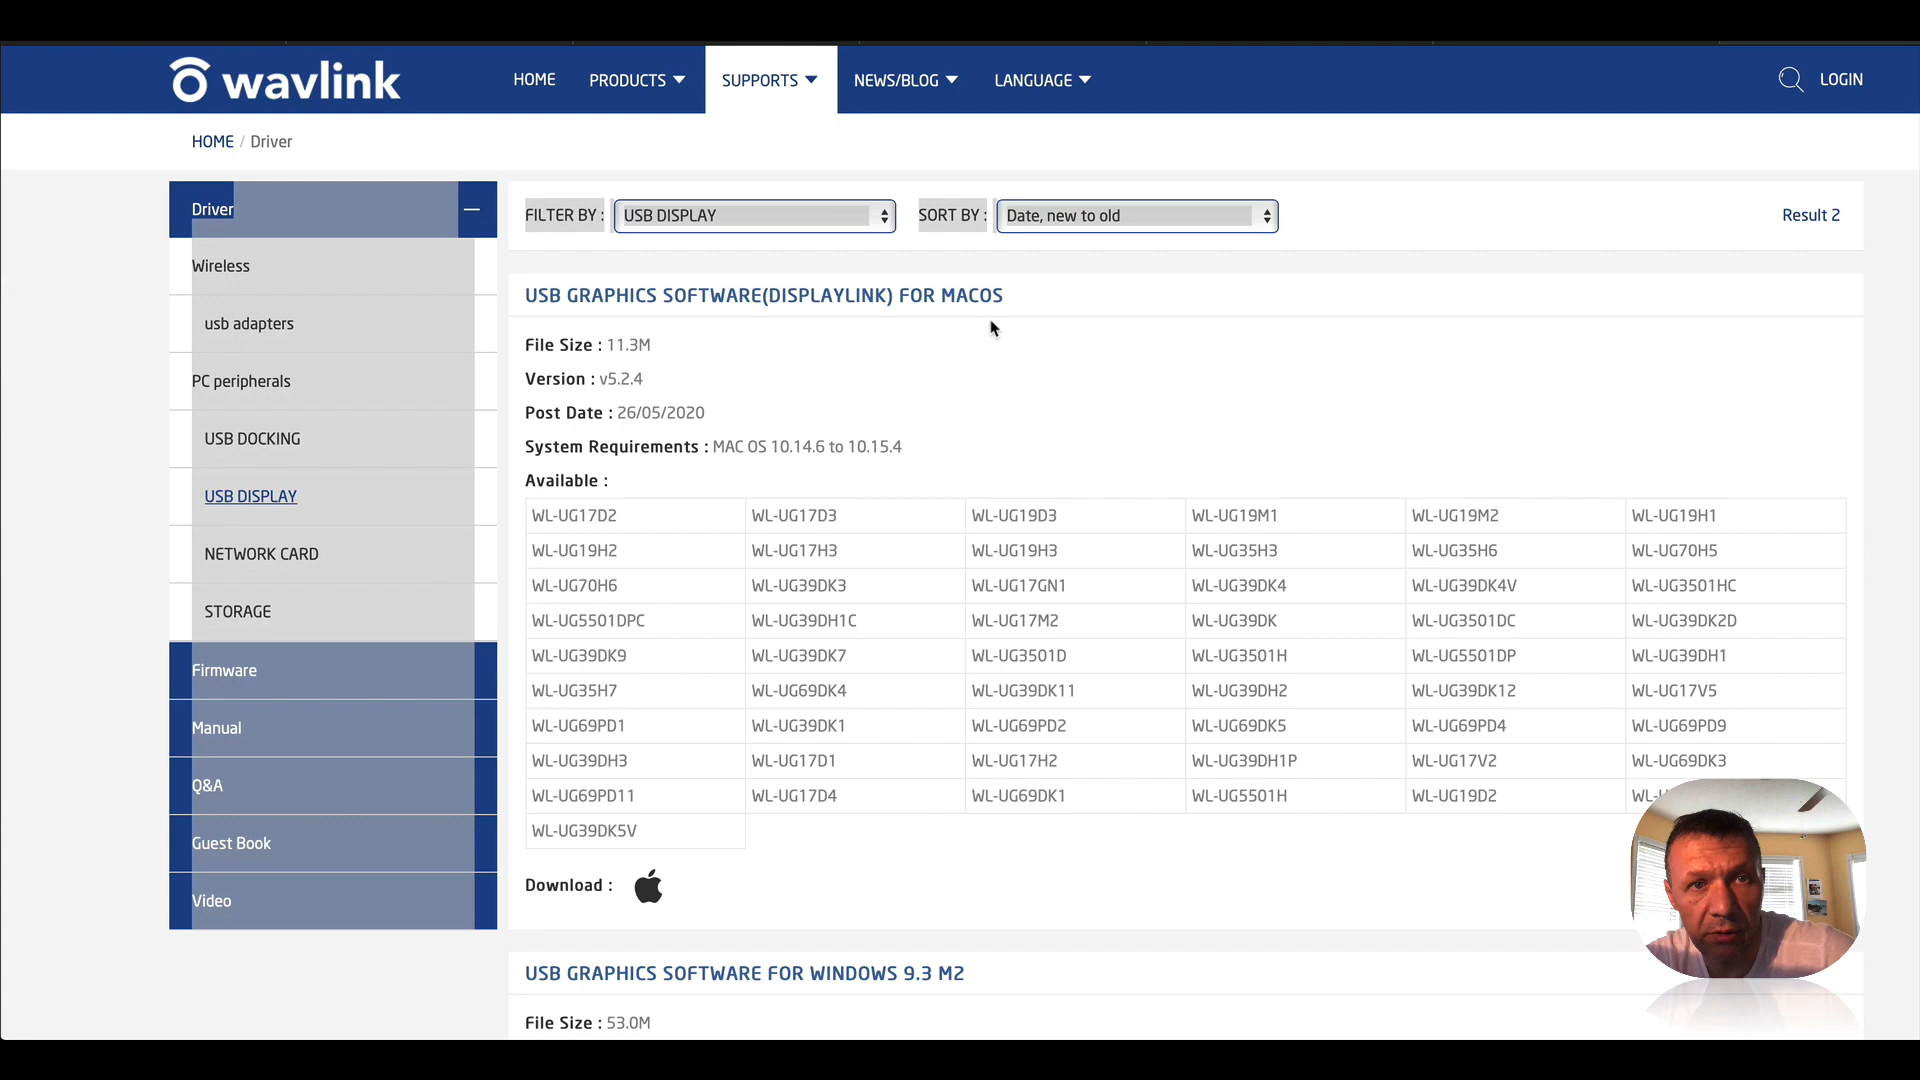 wavlink
HOME PRODUCTS SUPPORTS NEWS/BLOG LANGUAGE LOGIN
HOME / Driver
Driver
Wireless
usb adapters
PC peripherals
USB DOCKING
USB DISPLAY
NETWORK CARD
STORAGE
Firmware
Manual
Q&A
Guest Book
Video
FILTER BY : USB DISPLAY SORT BY : Date, new to old Result 2
USB GRAPHICS SOFTWARE(DISPLAYLINK) FOR MACOS
File Size : 11.3M
Version : v5.2.4
Post Date : 26/05/2020
System Requirements : MAC OS 10.14.6 to 10.15.4
Available :
WL-UG17D2 WL-UG17D3 WL-UG19D3 WL-UG19M1 WL-UG19M2 WL-UG19H1
WL-UG19H2 WL-UG17H3 WL-UG19H3 WL-UG35H3 WL-UG35H6 WL-UG70H5
WL-UG70H6 WL-UG39DK3 WL-UG17GN1 WL-UG39DK4 WL-UG39DK4V WL-UG3501HC
WL-UG5501DPC WL-UG39DH1C WL-UG17M2 WL-UG39DK WL-UG3501DC WL-UG39DK2D
WL-UG39DK9 WL-UG39DK7 WL-UG3501D WL-UG3501H WL-UG5501DP WL-UG39DH1
WL-UG35H7 WL-UG69DK4 WL-UG39DK11 WL-UG39DH2 WL-UG39DK12 WL-UG17V5
WL-UG69PD1 WL-UG39DK1 WL-UG69PD2 WL-UG69DK5 WL-UG69PD4 WL-UG69PD9
WL-UG39DH3 WL-UG17D1 WL-UG17H2 WL-UG39DH1P WL-UG17V2 WL-UG69DK3
WL-UG69PD11 WL-UG17D4 WL-UG69DK1 WL-UG5501H WL-UG19D2
WL-UG39DK5V
Download :
USB GRAPHICS SOFTWARE FOR WINDOWS 9.3 M2
File Size : 53.0M